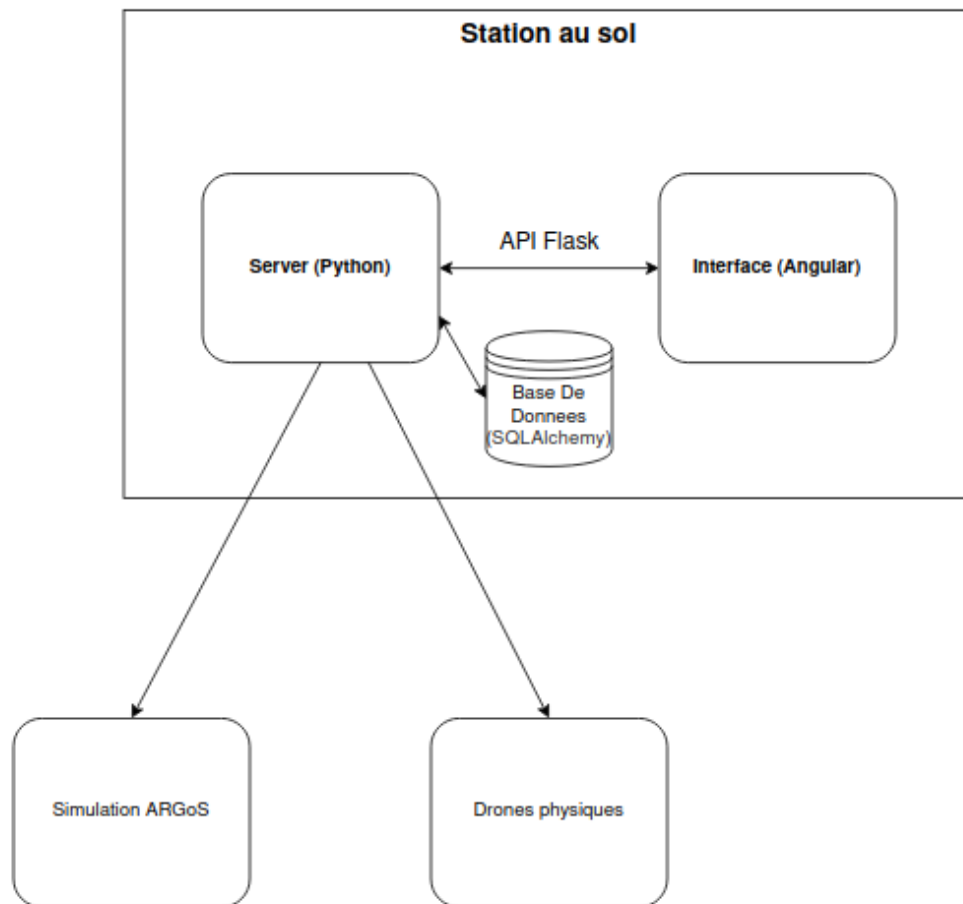 Station au sol
API Flask
Server (Python)
Interface (Angular)
Base De
Donnees
(SQLAlchemy)
Simulation ARGoS
Drones physiques